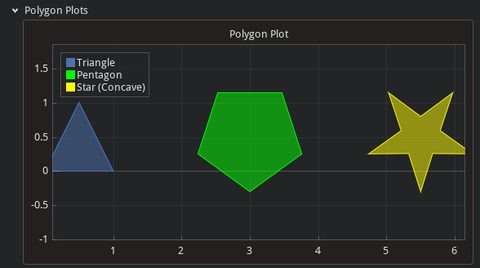 Polygon Plots
Polygon Plot
Triangle
Pentagon
Star (Concave)
1.5
1
0.5
0
-0.5
-1
1 2 3 4 5 6